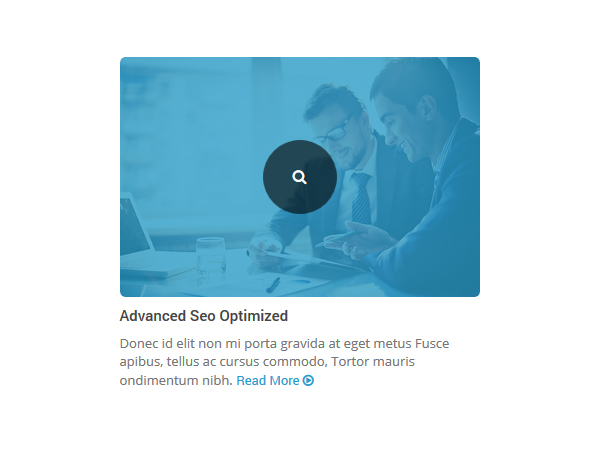 Advanced Seo Optimized
Donec id elit non mi porta gravida at eget metus Fusce
apibus, tellus ac cursus commodo, Tortor mauris
ondimentum nibh. Read More